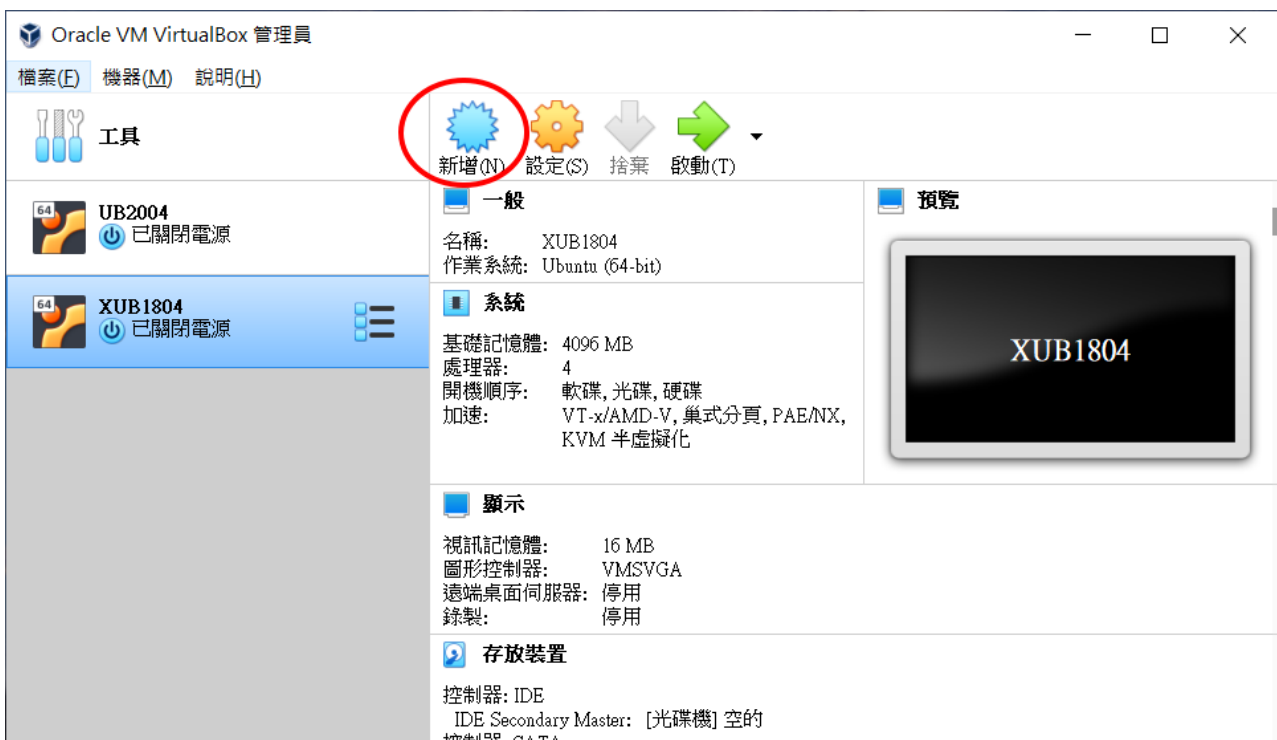 Oracle VM VirtualBox 管理員
檔案(F) 機器(M) 說明(H)
工具
新增(N) 設定(S) 捨棄 啟動(T)
64
UB2004
已關閉電源
64
XUB1804
已關閉電源
一般
名稱: XUB1804
作業系統: Ubuntu (64-bit)
預覽
XUB1804
系統
基礎記憶體: 4096 MB
處理器: 4
開機順序: 軟碟, 光碟, 硬碟
加速: VT-x/AMD-V, 巢式分頁, PAE/NX,
KVM 半虛擬化
顯示
視訊記憶體: 16 MB
圖形控制器: VMSVGA
遠端桌面伺服器: 停用
錄製: 停用
存放裝置
控制器: IDE
IDE Secondary Master: [光碟機] 空的
控制器: SATA